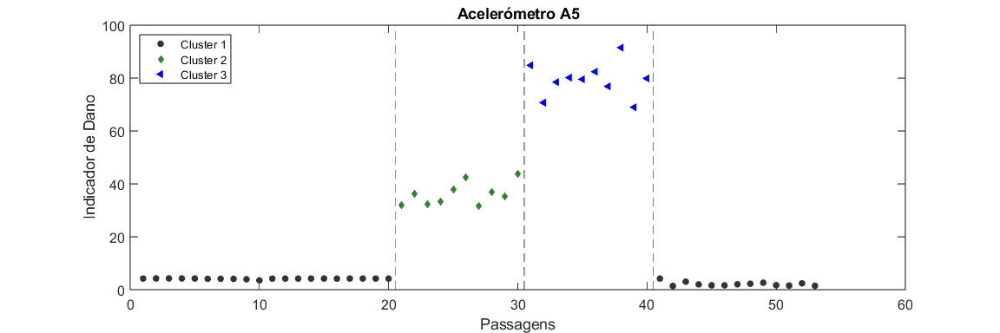 Acelerómetro A5
100
80
60
40
20
0
Indicador de Dano
Cluster 1
Cluster 2
Cluster 3
0 10 20 30 40 50 60
Passagens